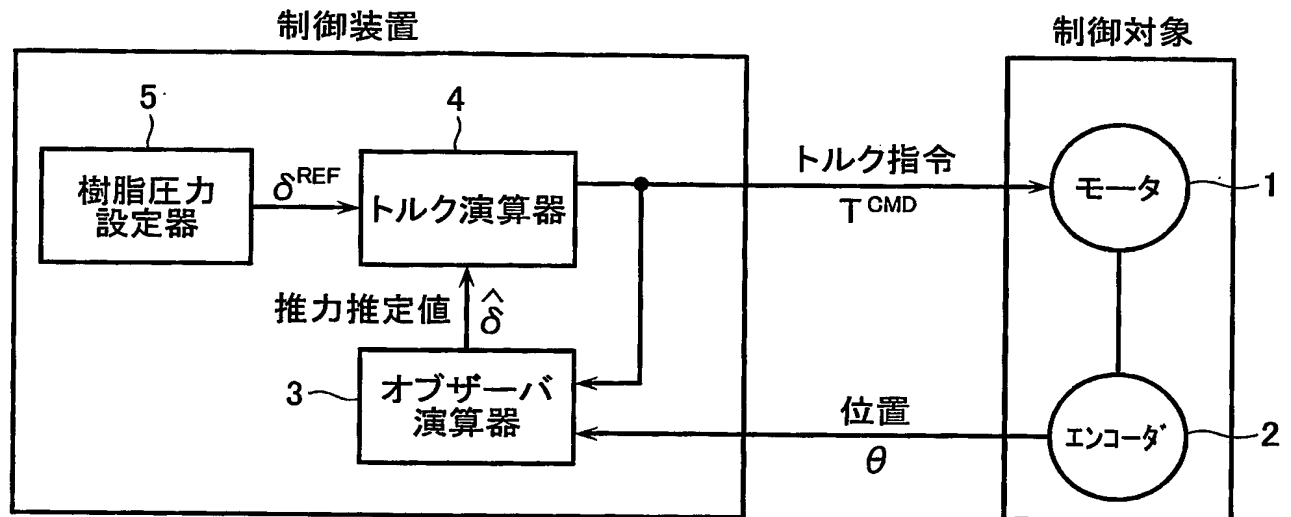 制御装置
制御対象
5
4
樹脂圧力
設定器
δREF
トルク演算器
トルク指令
TCMD
モータ
1
推力推定値
δ̂
3
オブザーバ
演算器
位置
θ
エンコーダ
2